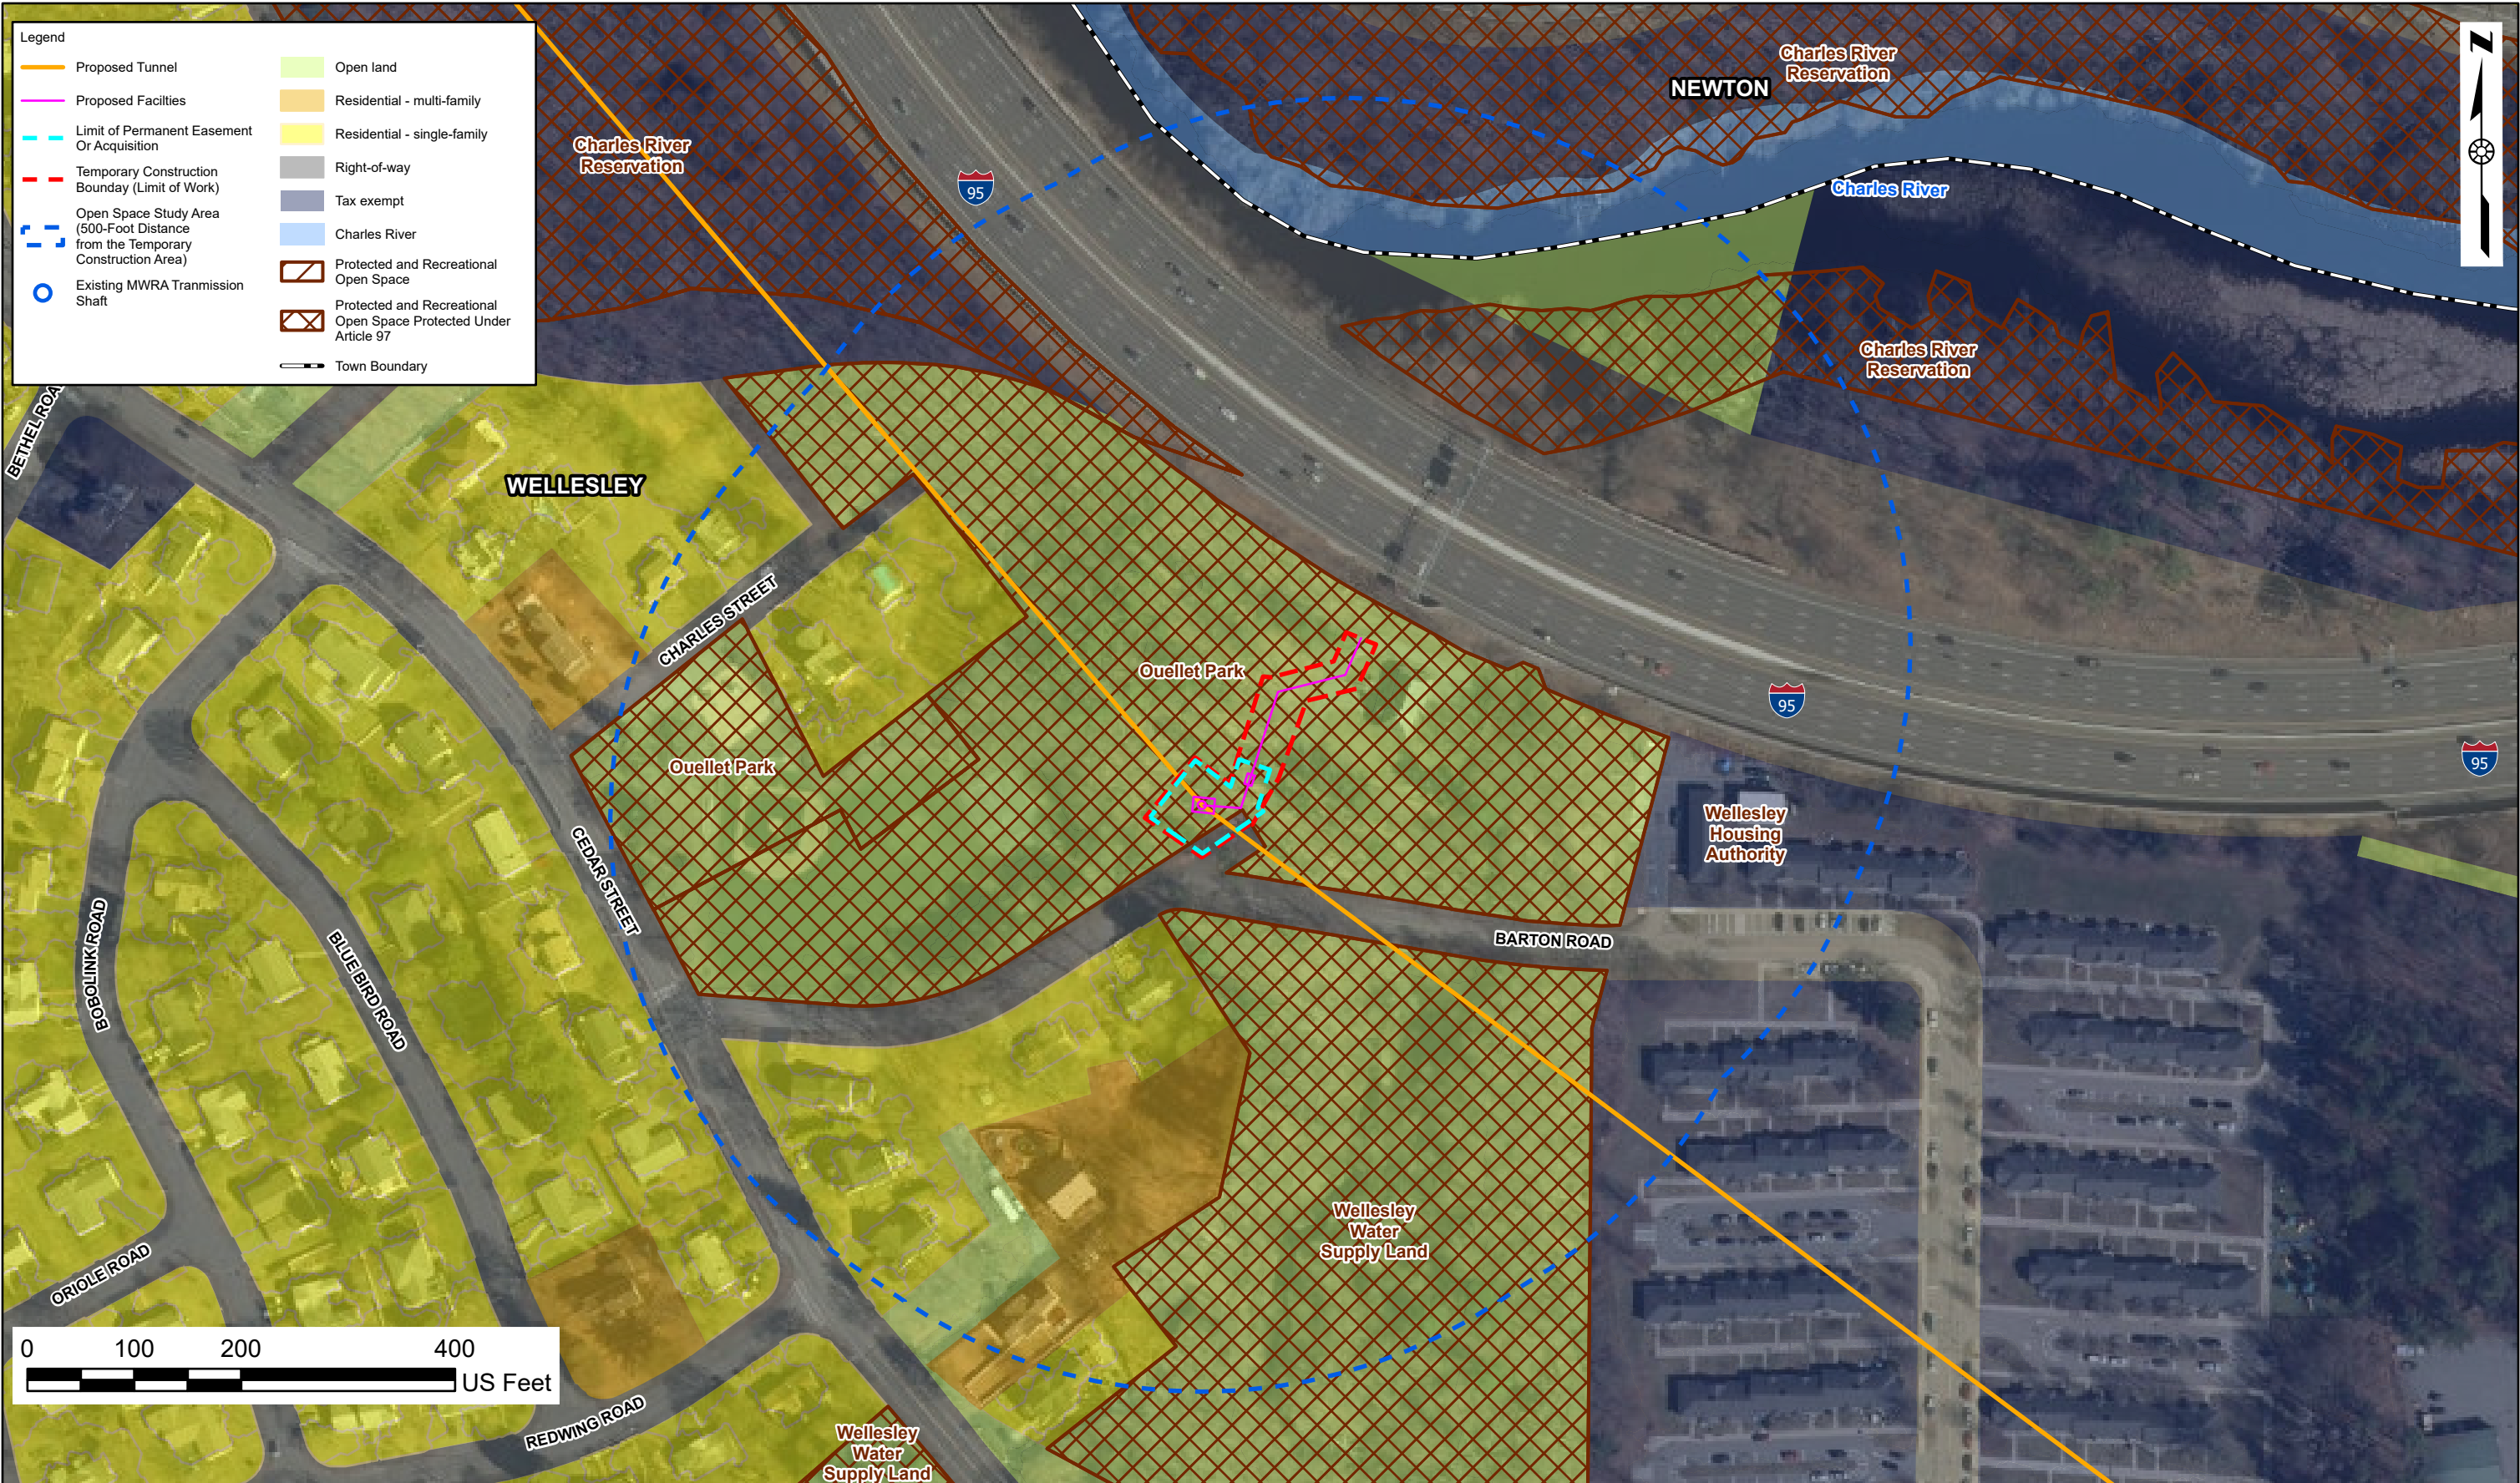 Legend
Proposed Tunnel
Proposed Facilties
Limit of Permanent Easement
Or Acquisition
Temporary Construction
Bounday (Limit of Work)
Open Space Study Area
(500-Foot Distance
from the Temporary
Construction Area)
Existing MWRA Tranmission
Shaft
Open land
Residential - multi-family
Residential - single-family
Right-of-way
Tax exempt
Charles River
Protected and Recreational
Open Space
Protected and Recreational
Open Space Protected Under
Article 97
Town Boundary
Charles River
Reservation
95
NEWTON
Charles River
Reservation
N
Charles River
Charles River
Reservation
BETHEL ROA
WELLESLEY
CHARLES STREET
Ouellet Park
95
95
Ouellet Park
Wellesley
Housing
Authority
CEDAR STREET
BOBOLINK ROAD
BLUE BIRD ROAD
BARTON ROAD
Wellesley
Water
Supply Land
ORIOLE ROAD
0 100 200 400
US Feet
REDWING ROAD
Wellesley
Water
Supply Land